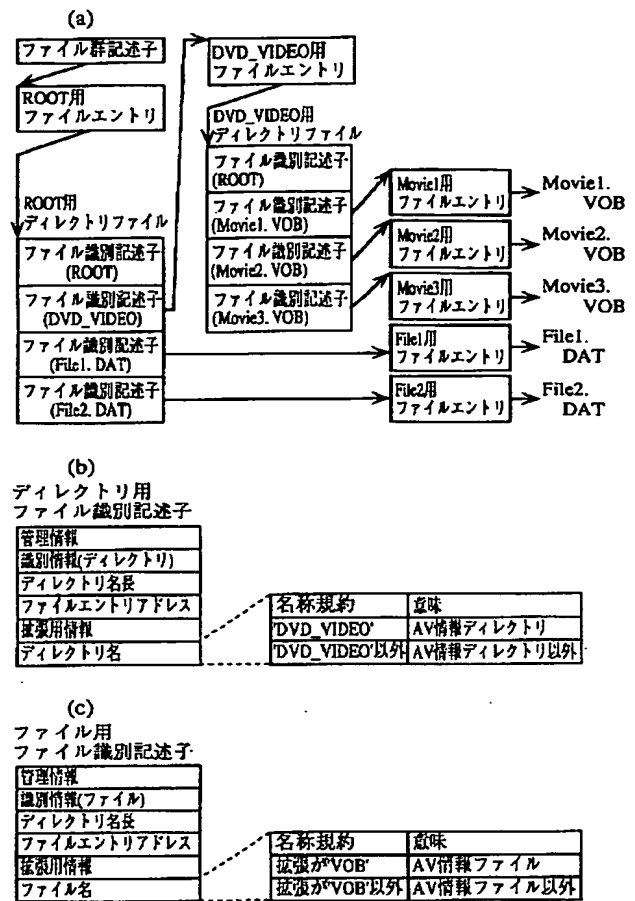 (a)
ファイル群記述子
ROOT用
ファイルエントリ
ROOT用
ディレクトリファイル
ファイル識別記述子
(ROOT)
ファイル識別記述子
(DVD_VIDEO)
ファイル識別記述子
(File1. DAT)
ファイル識別記述子
(File2. DAT)
DVD_VIDEO用
ファイルエントリ
DVD_VIDEO用
ディレクトリファイル
ファイル識別記述子
(ROOT)
ファイル識別記述子
(Movie1. VOB)
ファイル識別記述子
(Movie2. VOB)
ファイル識別記述子
(Movie3. VOB)
Movie1用
ファイルエントリ
Movie1.
VOB
Movie2用
ファイルエントリ
Movie2.
VOB
Movie3用
ファイルエントリ
Movie3.
VOB
File1用
ファイルエントリ
File1.
DAT
File2用
ファイルエントリ
File2.
DAT
(b)
ディレクトリ用
ファイル識別記述子
管理情報
識別情報(ディレクトリ)
ディレクトリ名長
ファイルエントリアドレス
拡張用情報
ディレクトリ名
名称規約 意味
'DVD_VIDEO' AV情報ディレクトリ
'DVD_VIDEO'以外 AV情報ディレクトリ以外
(c)
ファイル用
ファイル識別記述子
管理情報
識別情報(ファイル)
ディレクトリ名長
ファイルエントリアドレス
拡張用情報
ファイル名
名称規約 意味
拡張が'VOB' AV情報ファイル
拡張が'VOB'以外 AV情報ファイル以外